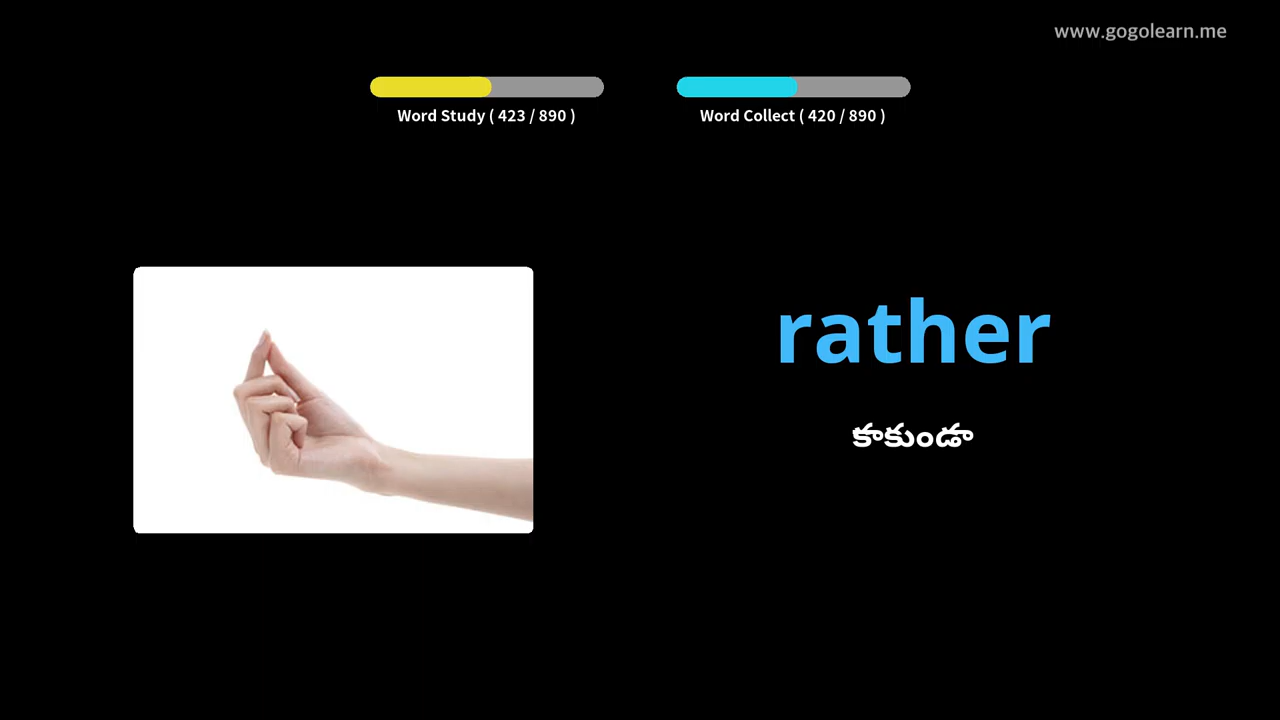 www.gogolearn.me
Word Study ( 423 / 890 )
Word Collect ( 420 / 890 )
rather
కాకుండా